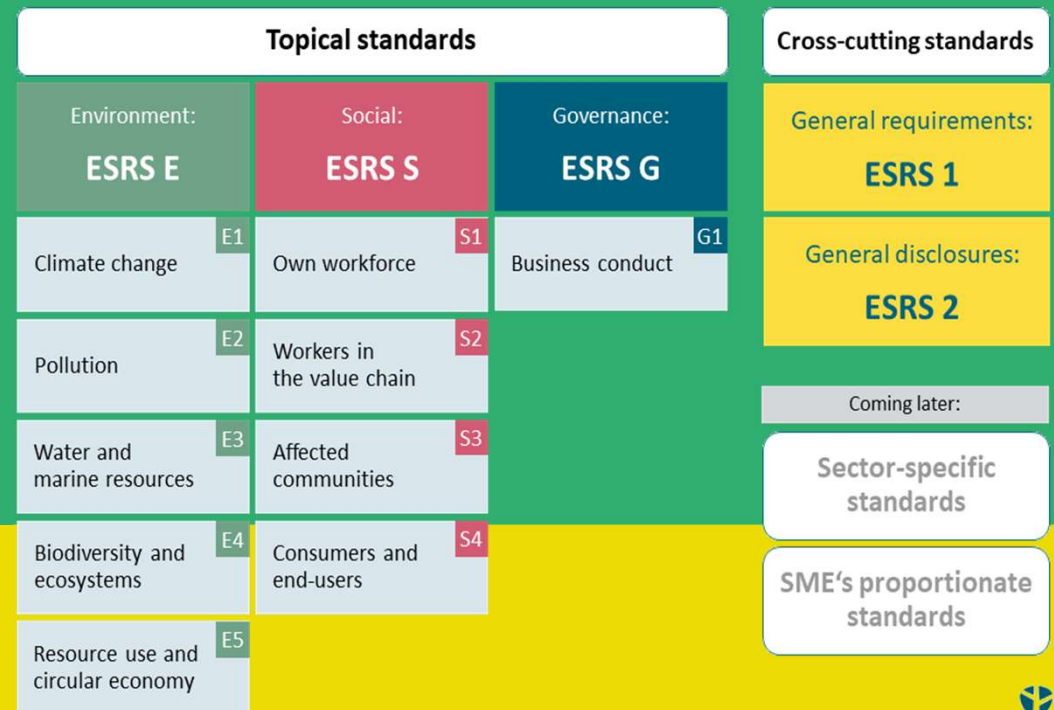 Topical standards
Environment:
ESRS E
E1
Climate change
E2
Pollution
E3
Water and
marine resources
E4
Biodiversity and
ecosystems
E5
Resource use and
circular economy
Social:
ESRS S
S1
Own workforce
S2
Workers in
the value chain
S3
Affected
communities
S4
Consumers and
end-users
Governance:
ESRS G
G1
Business conduct
Cross-cutting standards
General requirements:
ESRS 1
General disclosures:
ESRS 2
Coming later:
Sector-specific
standards
SME‘s proportionate
standards